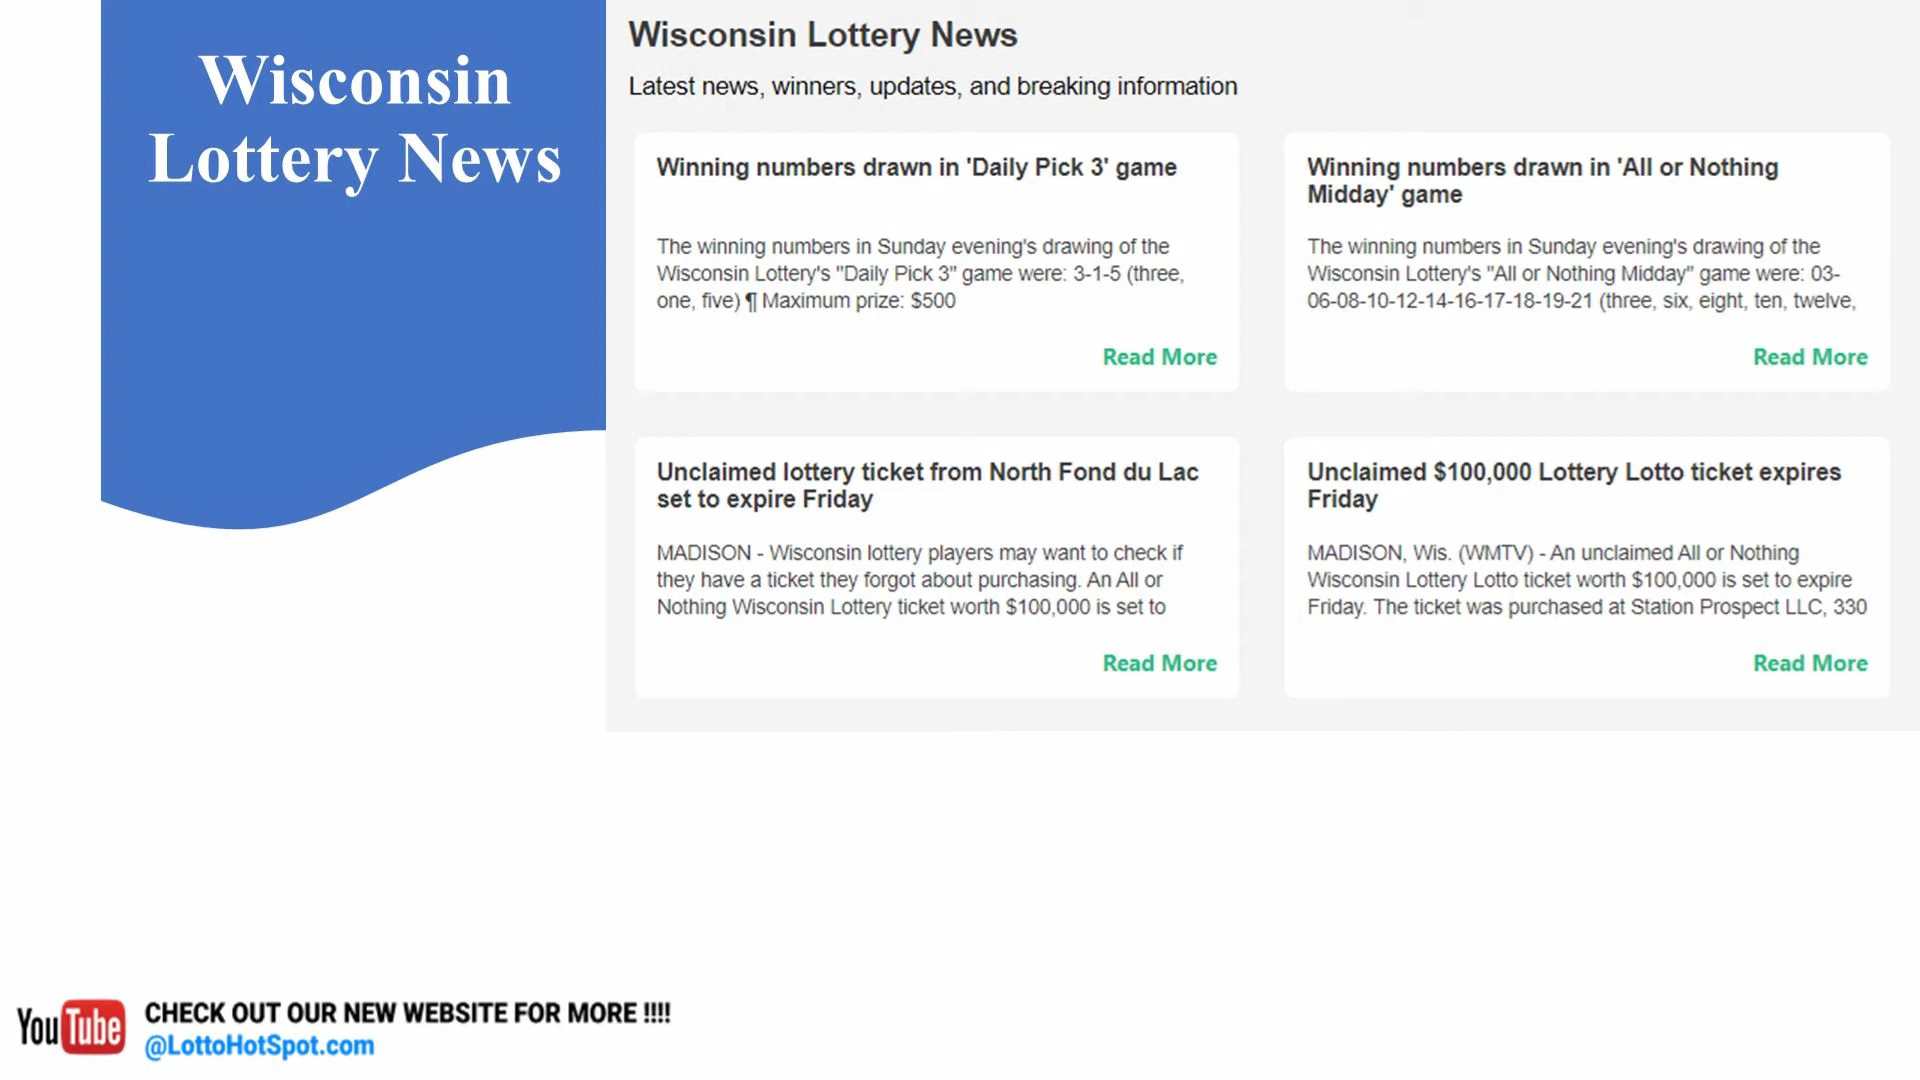 Wisconsin
Lottery News
Wisconsin Lottery News
Latest news, winners, updates, and breaking information
Winning numbers drawn in 'Daily Pick 3' game
The winning numbers in Sunday evening's drawing of the
Wisconsin Lottery's "Daily Pick 3" game were: 3-1-5 (three,
one, five) ¶ Maximum prize: $500
Read More
Winning numbers drawn in 'All or Nothing
Midday' game
The winning numbers in Sunday evening's drawing of the
Wisconsin Lottery's "All or Nothing Midday" game were: 03-
06-08-10-12-14-16-17-18-19-21 (three, six, eight, ten, twelve,
Read More
Unclaimed lottery ticket from North Fond du Lac
set to expire Friday
MADISON - Wisconsin lottery players may want to check if
they have a ticket they forgot about purchasing. An All or
Nothing Wisconsin Lottery ticket worth $100,000 is set to
Read More
Unclaimed $100,000 Lottery Lotto ticket expires
Friday
MADISON, Wis. (WMTV) - An unclaimed All or Nothing
Wisconsin Lottery Lotto ticket worth $100,000 is set to expire
Friday. The ticket was purchased at Station Prospect LLC, 330
Read More
YouTube
CHECK OUT OUR NEW WEBSITE FOR MORE !!!!
@LottoHotSpot.com